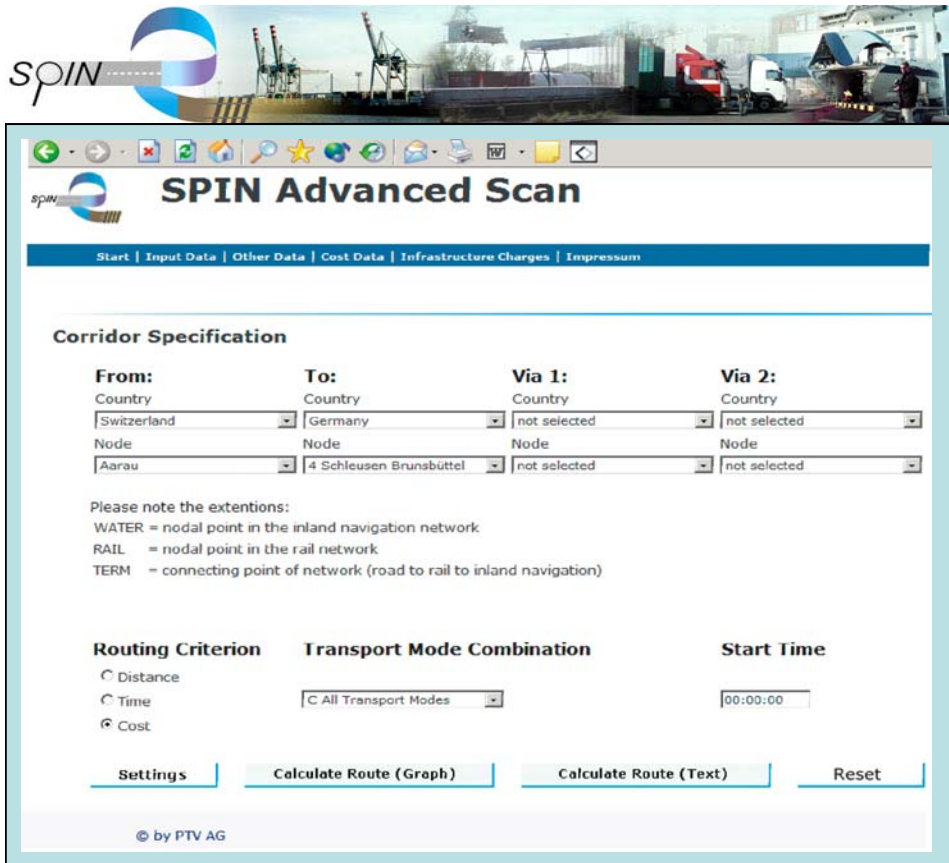 SPIN
SPIN
SPIN Advanced Scan
Start | Input Data | Other Data | Cost Data | Infrastructure Charges | Impressum
Corridor Specification
From: To: Via 1: Via 2:
Country Country Country Country
Switzerland Germany not selected not selected
Node Node Node Node
Aarau 4 Schleusen Brunsbüttel not selected not selected
Please note the extentions:
WATER = nodal point in the inland navigation network
RAIL = nodal point in the rail network
TERM = connecting point of network (road to rail to inland navigation)
Routing Criterion Transport Mode Combination Start Time
Distance
Time C All Transport Modes 00:00:00
Cost
Settings Calculate Route (Graph) Calculate Route (Text) Reset
© by PTV AG